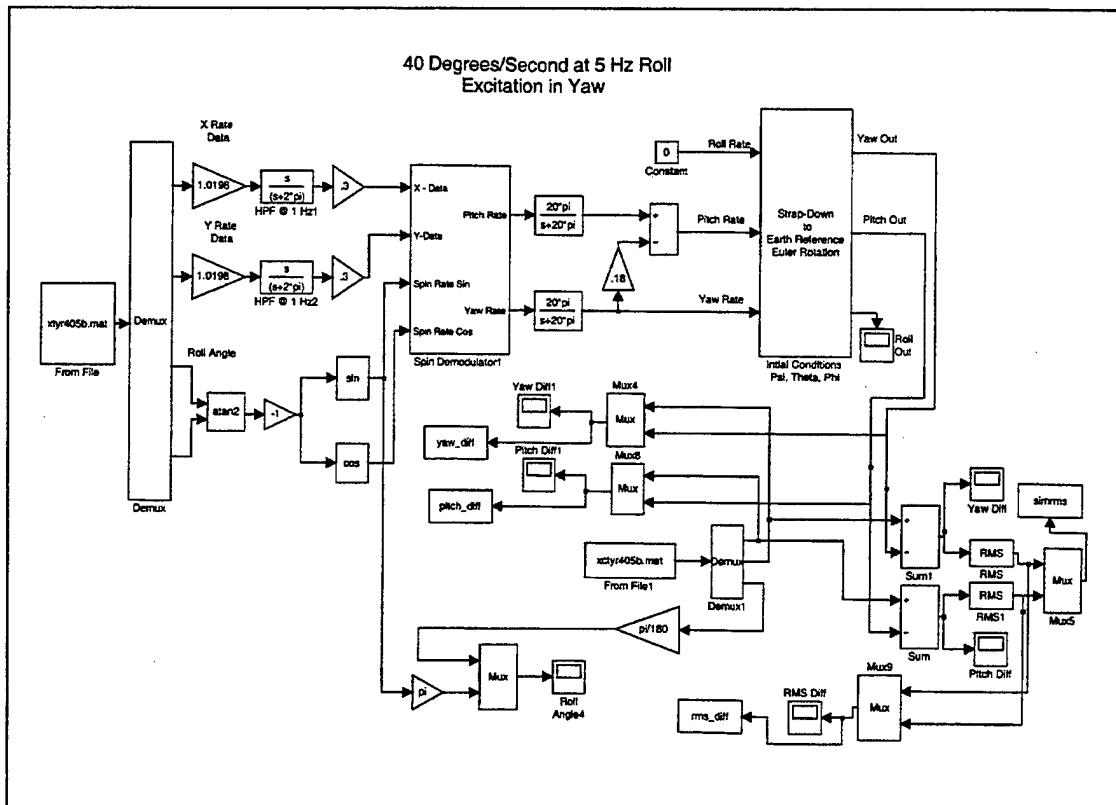 40 Degrees/Second at 5 Hz Roll
Excitation in Yaw
X Rate
Data
1.0198
s
(s+2*pi)
HPF @ 1 Hz1
.3
Y Rate
Data
1.0198
s
(s+2*pi)
HPF @ 1 Hz2
.3
xtyr405b.mat
From File
Demux
Demux
Roll Angle
atan2
-1
sin
cos
X - Data
Y-Data
Spin Rate Sin
Spin Rate Cos
Pitch Rate
Yaw Rate
Spin Demodulator1
20*pi
s+20*pi
20*pi
s+20*pi
.18
+
−
0
Constant
Roll Rate
Pitch Rate
Yaw Rate
Strap-Down
to
Earth Reference
Euler Rotation
Intial Conditions
Psi, Theta, Phi
Yaw Out
Pitch Out
Roll
Out
Yaw Diff1
Mux4
Mux
yaw_diff
Pitch Diff1
Mux8
Mux
pitch_diff
xctyr405b.mat
From File1
Demux
Demux1
pi/180
pi
Mux
Roll
Angle4
+
−
Sum1
+
−
Sum
Yaw Diff
RMS
RMS
RMS
RMS1
Pitch Diff
simrms
Mux
Mux5
Mux9
Mux
RMS Diff
rms_diff